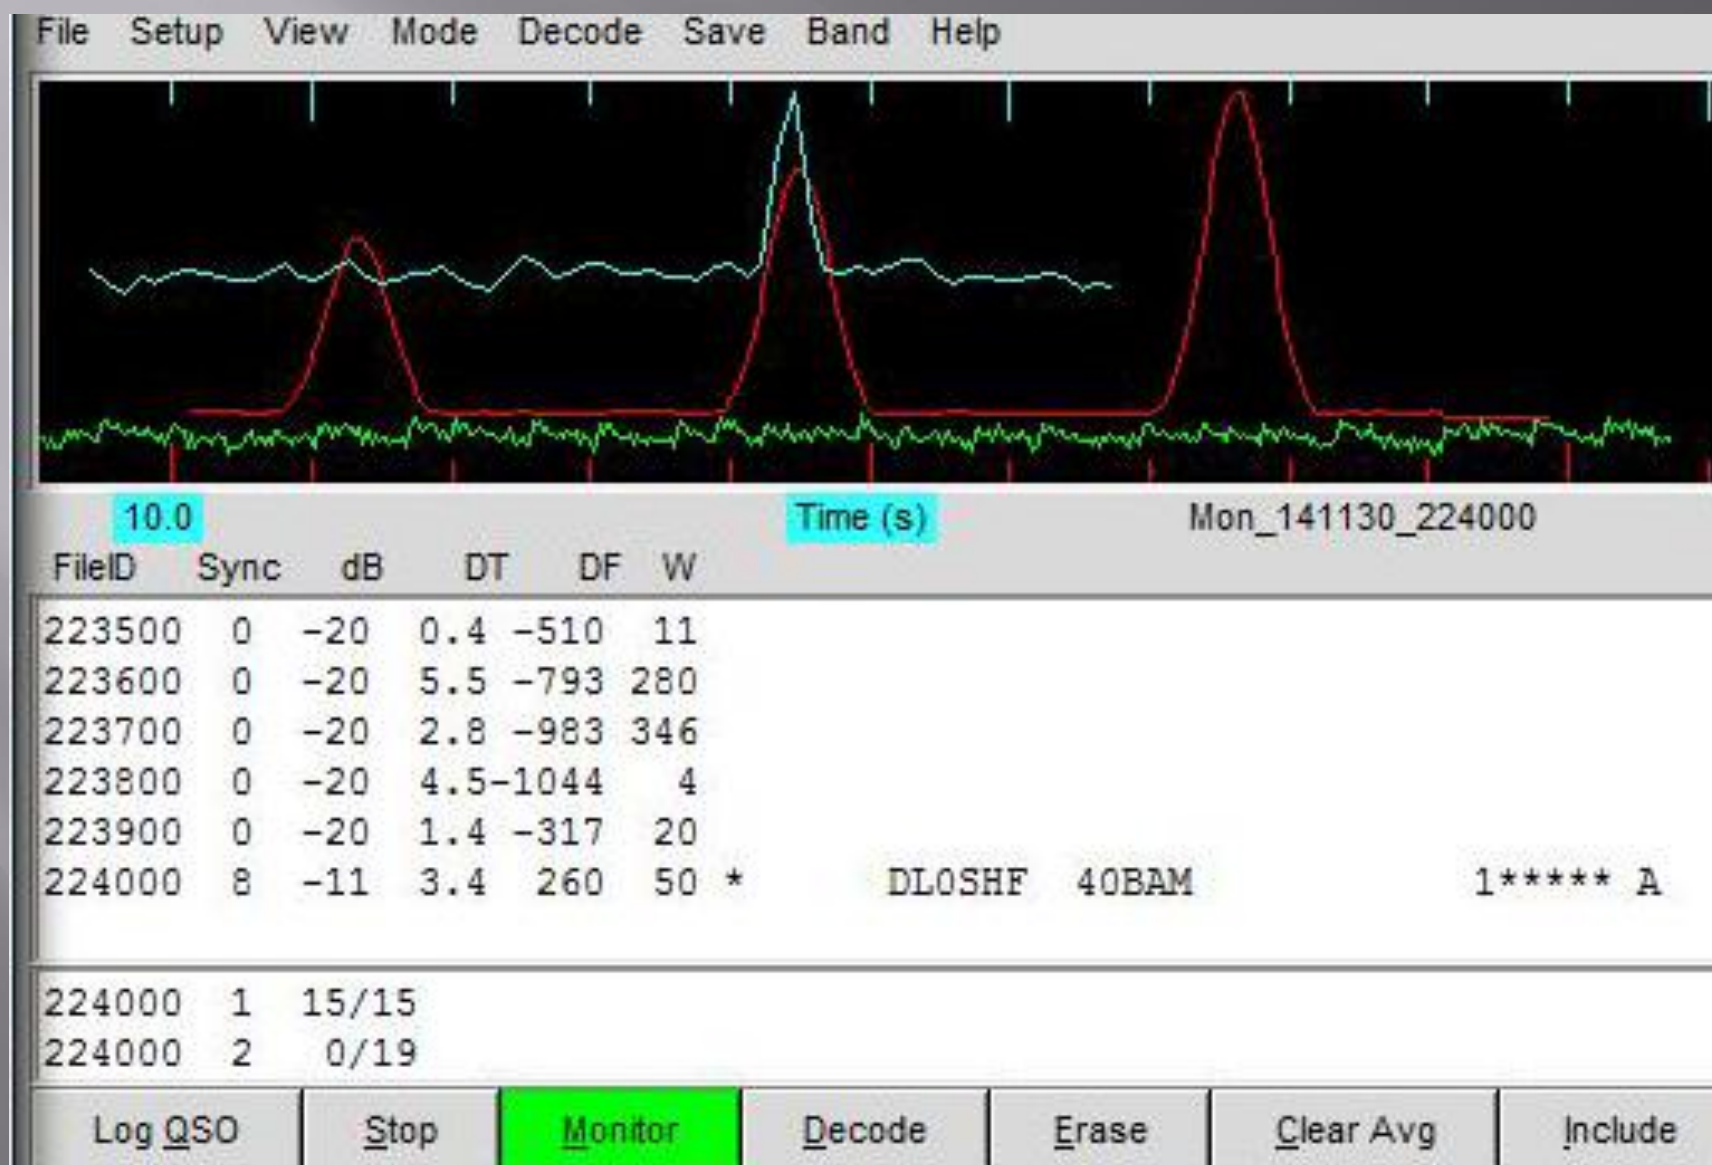 File Setup View Mode Decode Save Band Help
10.0 Time (s) Mon_141130_224000
FileID Sync dB DT DF W
223500 0 -20 0.4 -510 11
223600 0 -20 5.5 -793 280
223700 0 -20 2.8 -983 346
223800 0 -20 4.5-1044 4
223900 0 -20 1.4 -317 20
224000 8 -11 3.4 260 50 * DL0SHF 40BAM 1***** A
224000 1 15/15
224000 2 0/19
Log QSO Stop Monitor Decode Erase Clear Avg Include